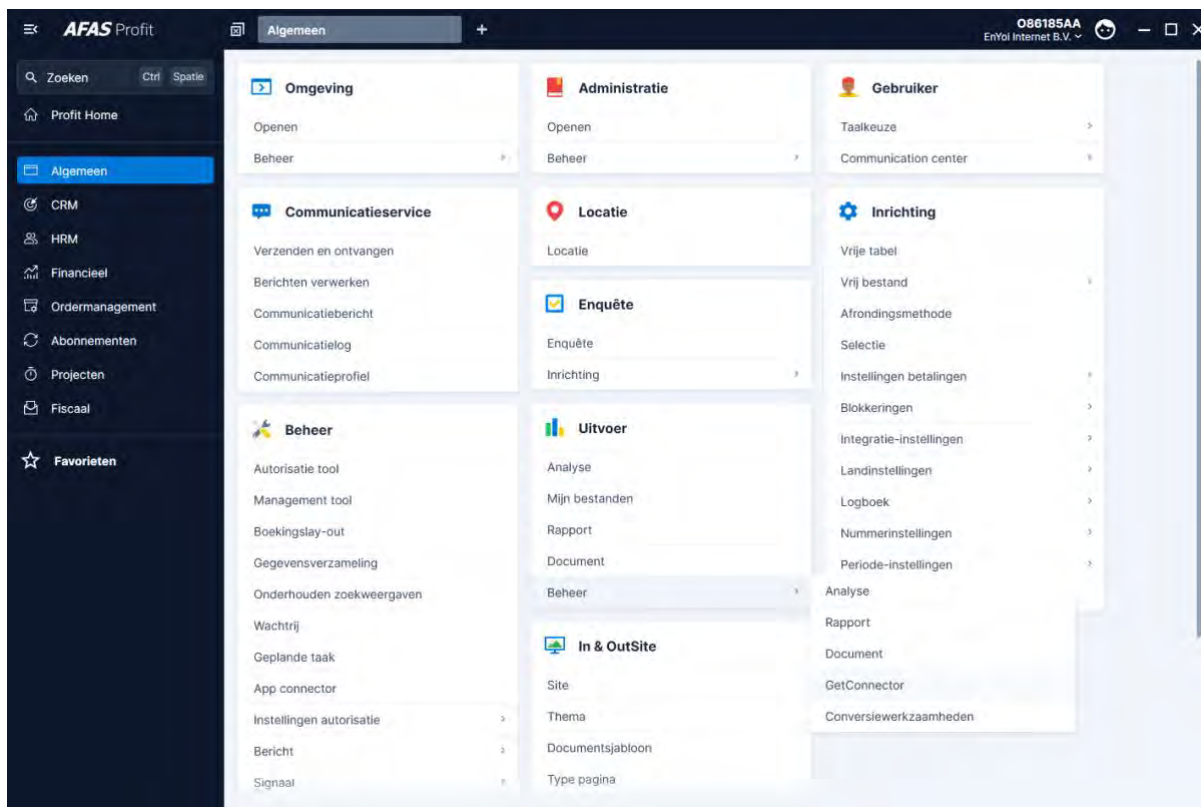 AFAS Profit
Algemeen
O86185AA
EnYoi Internet B.V.
Zoeken Ctrl Spatie
Profit Home
Algemeen
CRM
HRM
Financieel
Ordermanagement
Abonnementen
Projecten
Fiscaal
Favorieten
Omgeving
Openen
Beheer
Administratie
Openen
Beheer
Gebruiker
Taalkeuze
Communication center
Communicatieservice
Verzenden en ontvangen
Berichten verwerken
Communicatiebericht
Communicatielog
Communicatieprofiel
Locatie
Locatie
Enquête
Enquête
Inrichting
Inrichting
Vrije tabel
Vrij bestand
Afrondingsmethode
Selectie
Instellingen betalingen
Blokkeringen
Integratie-instellingen
Landinstellingen
Logboek
Nummerinstellingen
Periode-instellingen
Beheer
Autorisatie tool
Management tool
Boekingslay-out
Gegevensverzameling
Onderhouden zoekweergaven
Wachtrij
Geplande taak
App connector
Instellingen autorisatie
Bericht
Signaal
Uitvoer
Analyse
Mijn bestanden
Rapport
Document
Beheer
Analyse
Rapport
Document
GetConnector
Conversiewerkzaamheden
In & OutSite
Site
Thema
Documentsjabloon
Type pagina